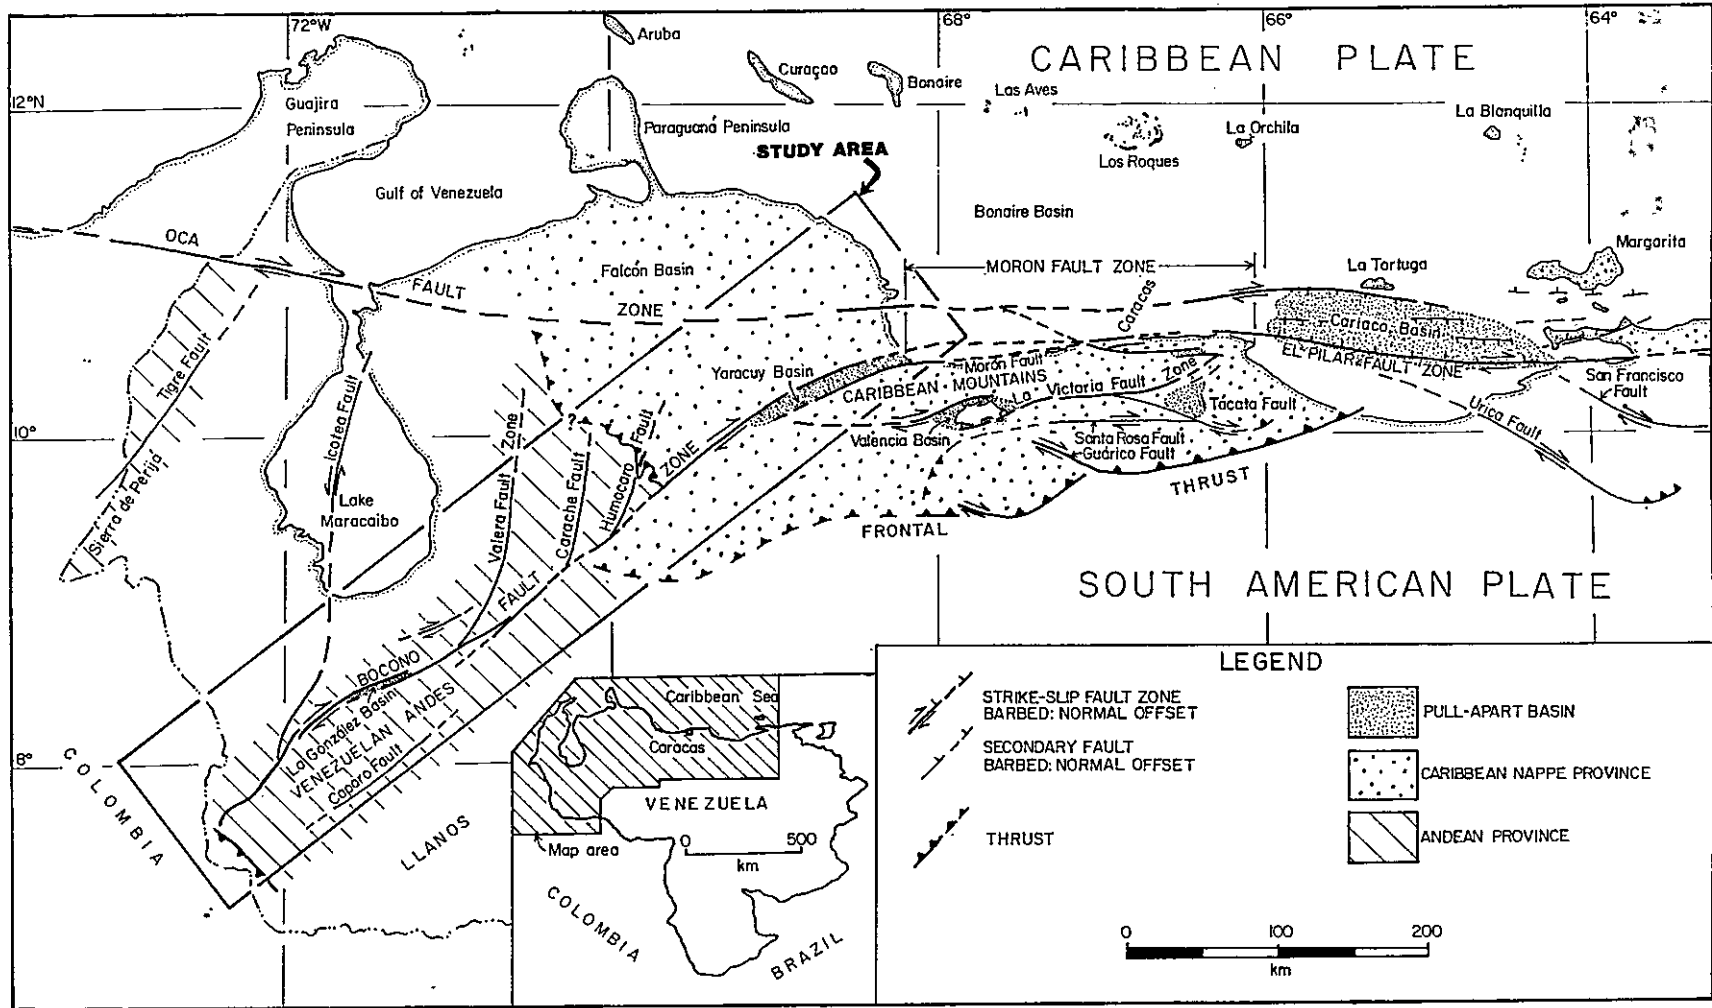 72°W
68°
66°
64°
Aruba
Curaçao
Bonaire
CARIBBEAN PLATE
12°N
Guajira
Peninsula
Las Aves
La Blanquilla
Paraguaná Peninsula
La Orchila
Los Roques
STUDY AREA
Gulf of Venezuela
Bonaire Basin
OCA
FAULT
ZONE
Falcón Basin
MORON FAULT ZONE
Margarita
La Tortuga
Caracas
Cariaco Basin
EL PILAR FAULT ZONE
Tigre Fault
Icotea Fault
Yaracuy Basin
Morón Fault
CARIBBEAN MOUNTAINS
La Victoria Fault Zone
San Francisco
Fault
Tácata Fault
Urica Fault
10°
?
Valencia Basin
Santa Rosa Fault
Guárico Fault
Sierra de Perijá
Lake
Maracaibo
Valera Fault Zone
Carache Fault
Humocaro Fault
ZONE
THRUST
FRONTAL
FAULT
SOUTH AMERICAN PLATE
BOCONO
La González Basin
VENEZUELAN ANDES
Caparo Fault
8°
COLOMBIA
LLANOS
Caribbean Sea
Caracas
VENEZUELA
0 500
km
Map area
COLOMBIA
BRAZIL
LEGEND
STRIKE-SLIP FAULT ZONE
BARBED: NORMAL OFFSET
SECONDARY FAULT
BARBED: NORMAL OFFSET
THRUST
PULL-APART BASIN
CARIBBEAN NAPPE PROVINCE
ANDEAN PROVINCE
0 100 200
km